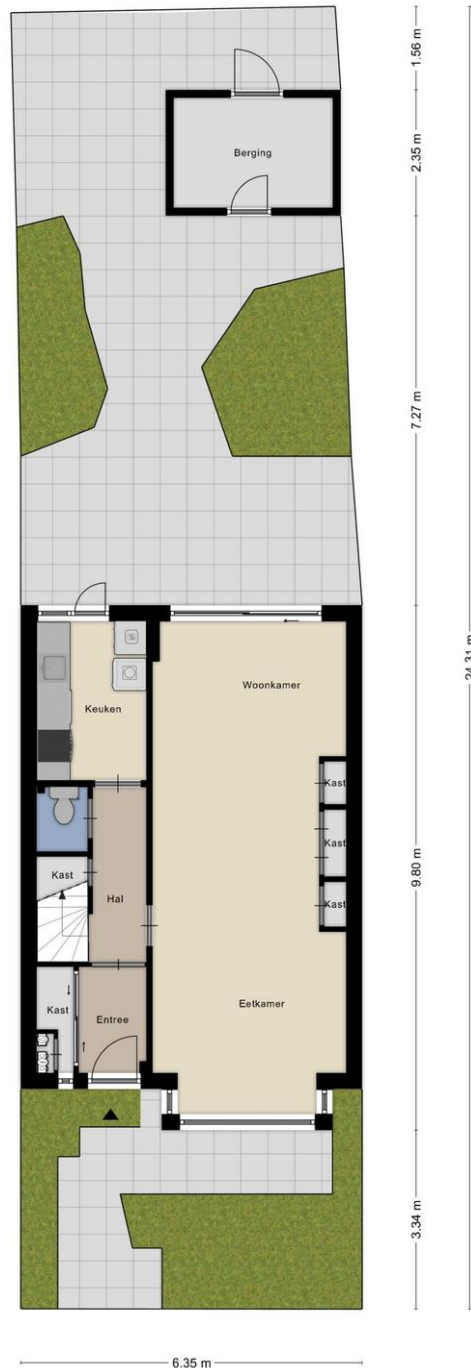 1.56 m
Berging
2.35 m
7.27 m
24.31 m
Woonkamer
Keuken
Kast
Kast
Kast
Kast
Hal
9.80 m
Eetkamer
Kast
Entree
3.34 m
6.35 m